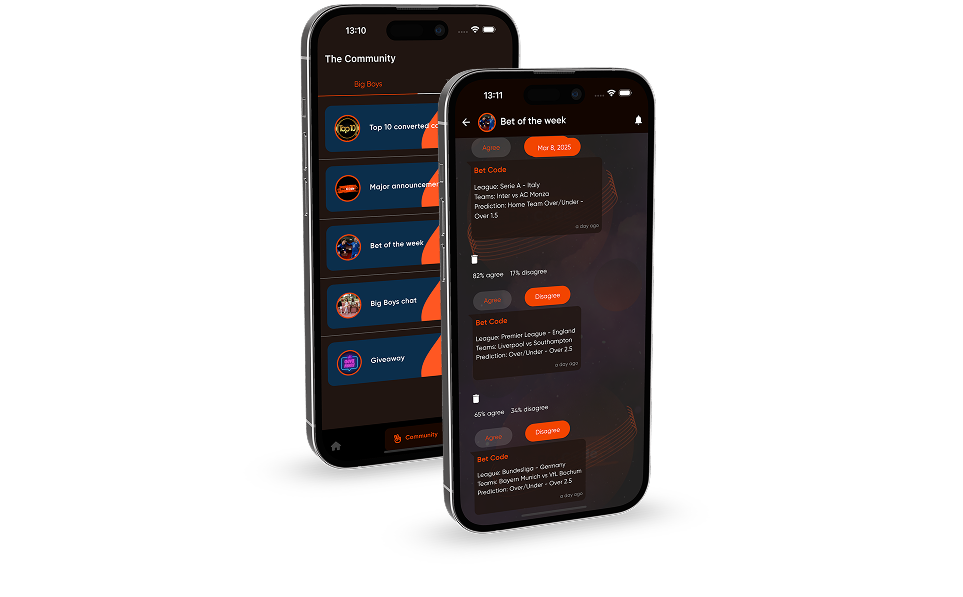 13:10
The Community
Big Boys
Top10
Top 10 converted co
Major announcemen
Bet of the week
Big Boys chat
Giveaway
Community
13:11
Bet of the week
Agree
Mar 8, 2025
Bet Code
League: Serie A - Italy
Teams: Inter vs AC Monza
Prediction: Home Team Over/Under -
Over 1.5
a day ago
82% agree 17% disagree
Agree
Disagree
Bet Code
League: Premier League - England
Teams: Liverpool vs Southampton
Prediction: Over/Under - Over 2.5
a day ago
65% agree 34% disagree
Agree
Disagree
Bet Code
League: Bundesliga - Germany
Teams: Bayern Munich vs VfL Bochum
Prediction: Over/Under - Over 2.5
a day ago